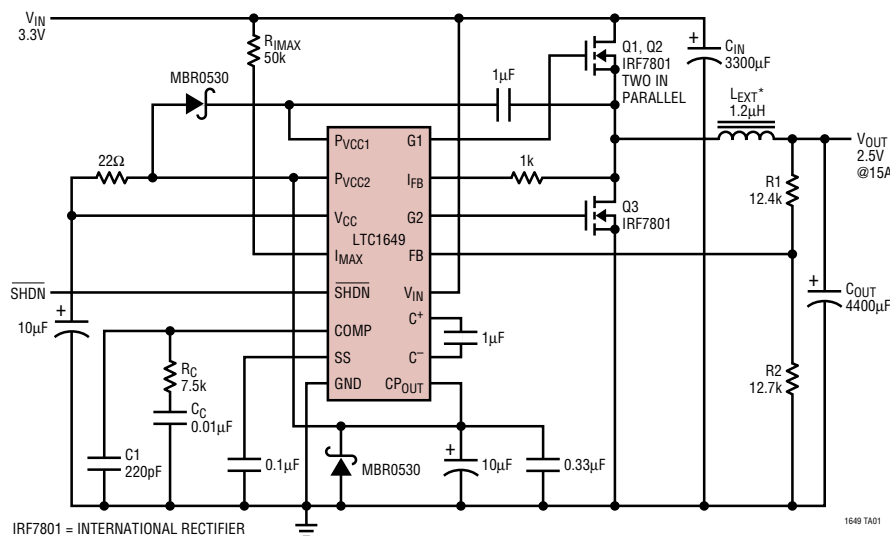 VIN
3.3V
RIMAX
50k
MBR0530
1µF
Q1, Q2
IRF7801
TWO IN
PARALLEL
+
CIN
3300µF
LEXT*
1.2µH
VOUT
2.5V
@15A
22Ω
PVCC1
G1
PVCC2
IFB
1k
VCC
G2
Q3
IRF7801
R1
12.4k
LTC1649
IMAX
FB
SHDN
SHDN
VIN
+
10µF
COMP
C+
1µF
+
COUT
4400µF
SS
C–
RC
7.5k
GND
CPOUT
R2
12.7k
CC
0.01µF
C1
220pF
0.1µF
MBR0530
+
10µF
0.33µF
IRF7801 = INTERNATIONAL RECTIFIER
1649 TA01